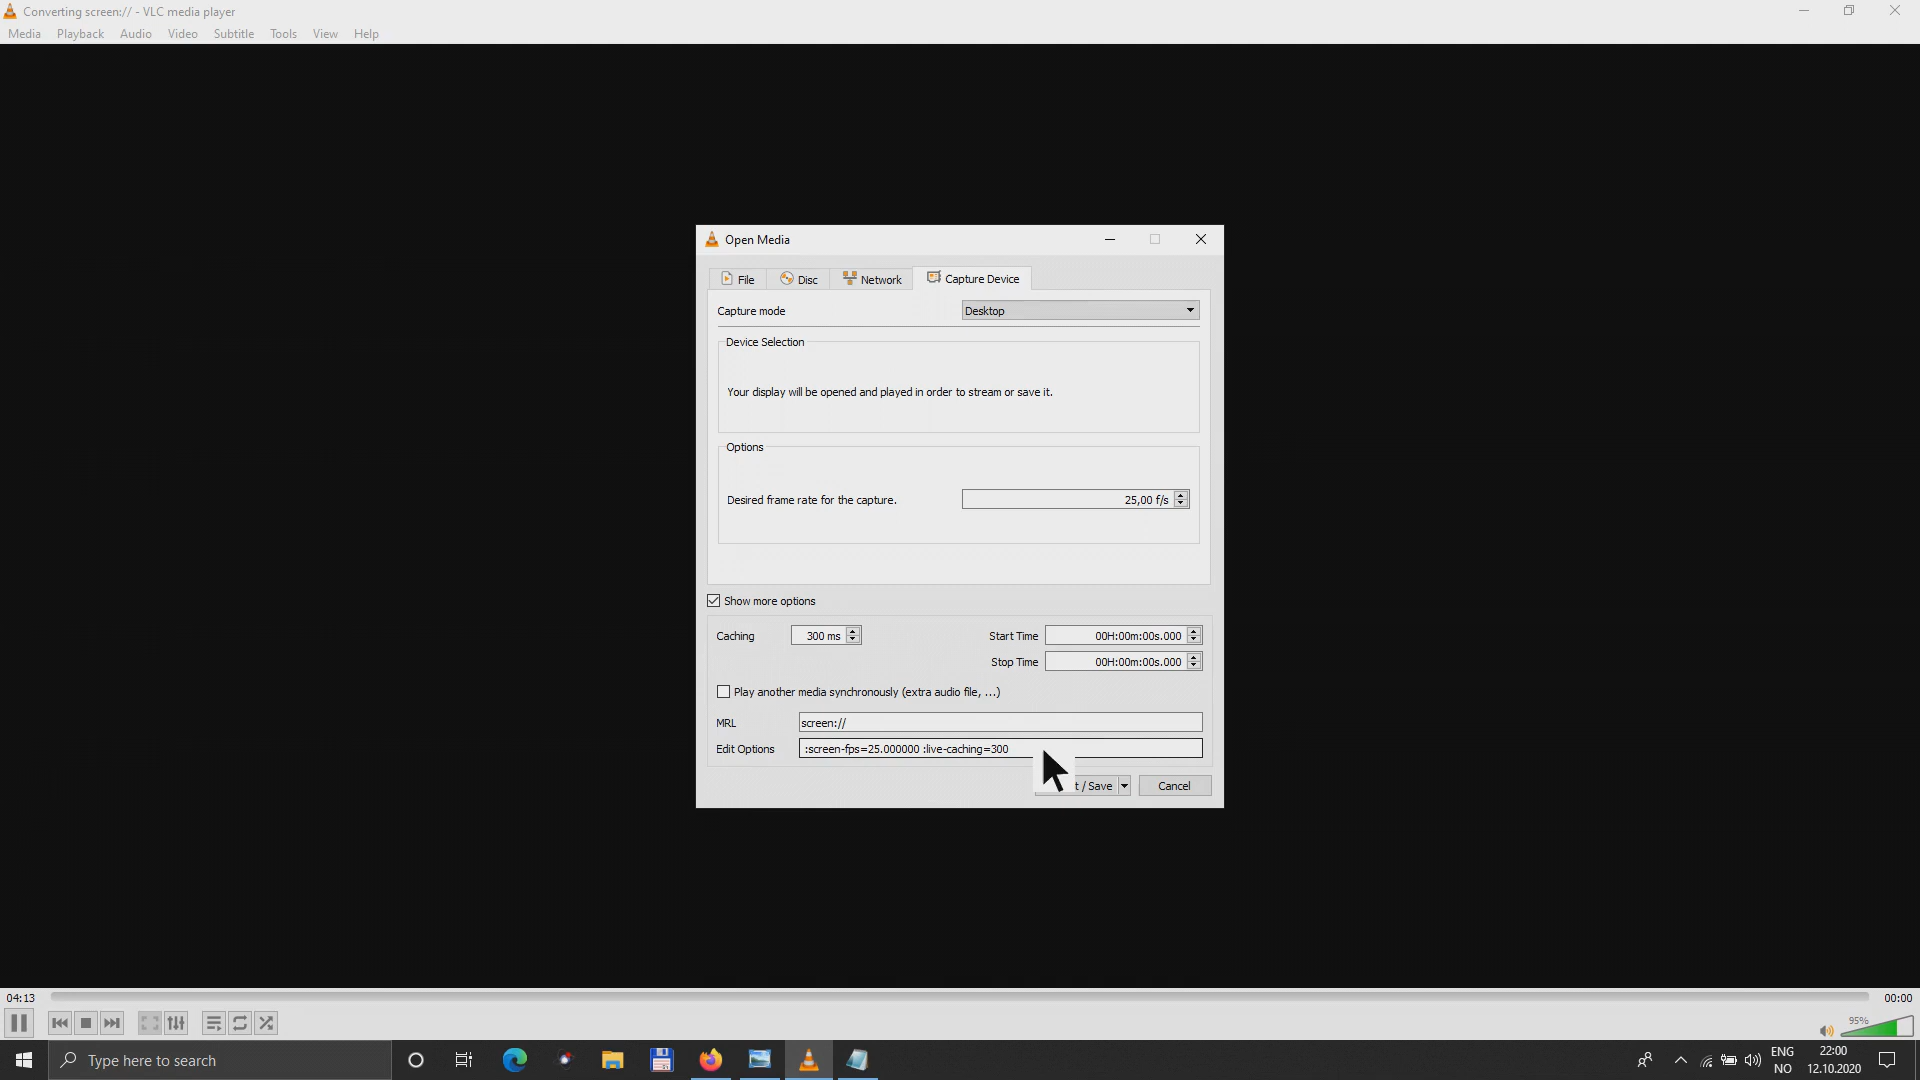 Converting screen:// - VLC media player
Media Playback Audio Video Subtitle Tools View Help
Open Media
File Disc Network Capture Device
Capture mode Desktop
Device Selection
Your display will be opened and played in order to stream or save it.
Options
Desired frame rate for the capture. 25,00 f/s
Show more options
Caching 300 ms Start Time 00H:00m:00s.000
Stop Time 00H:00m:00s.000
Play another media synchronously (extra audio file, ...)
MRL screen://
Edit Options :screen-fps=25.000000 :live-caching=300
/ Save Cancel
04:13 00:00
95%
Type here to search
ENG 22:00
NO 12.10.2020